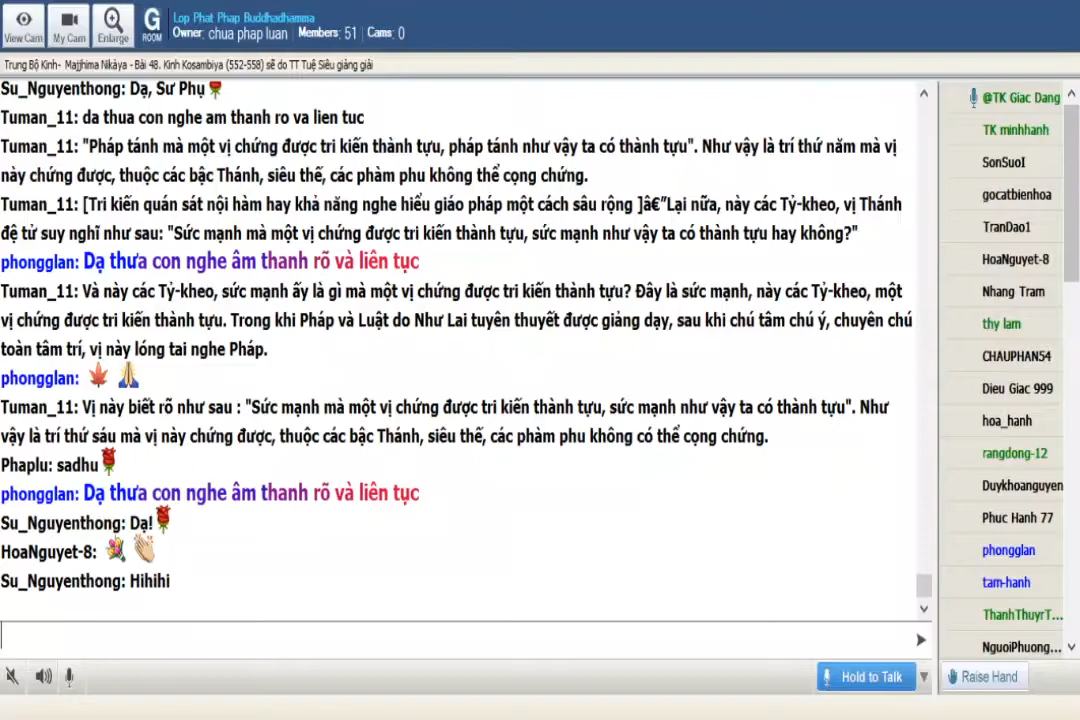 View Cam
My Cam
Enlarge
G
ROOM
Lop Phat Phap Buddhadhamma
Owner: chua phap luan | Members: 51 | Cams: 0
Trung Bộ Kinh- Majjhima Nikàya - Bài 48. Kinh Kosambiya (552-558) sẽ do TT Tuệ Siêu giảng giải
Su_Nguyenthong: Dạ, Sư Phụ
Tuman_11: da thua con nghe am thanh ro va lien tuc
Tuman_11: "Pháp tánh mà một vị chứng được tri kiến thành tựu, pháp tánh như vậy ta có thành tựu". Như vậy là trí thứ năm mà vị
này chứng được, thuộc các bậc Thánh, siêu thế, các phàm phu không thể cọng chứng.
Tuman_11: [Tri kiến quán sát nội hàm hay khả năng nghe hiểu giáo pháp một cách sâu rộng ]â€”Lại nữa, này các Tỷ-kheo, vị Thánh
đệ tử suy nghĩ như sau: "Sức mạnh mà một vị chứng được tri kiến thành tựu, sức mạnh như vậy ta có thành tựu hay không?"
phongglan: Dạ thưa con nghe âm thanh rõ và liên tục
Tuman_11: Và này các Tỷ-kheo, sức mạnh ấy là gì mà một vị chứng được tri kiến thành tựu? Đây là sức mạnh, này các Tỷ-kheo, một
vị chứng được tri kiến thành tựu. Trong khi Pháp và Luật do Như Lai tuyên thuyết được giảng dạy, sau khi chú tâm chú ý, chuyên chú
toàn tâm trí, vị này lóng tai nghe Pháp.
phongglan:
Tuman_11: Vị này biết rõ như sau : "Sức mạnh mà một vị chứng được tri kiến thành tựu, sức mạnh như vậy ta có thành tựu". Như
vậy là trí thứ sáu mà vị này chứng được, thuộc các bậc Thánh, siêu thế, các phàm phu không có thể cọng chứng.
Phaplu: sadhu
phongglan: Dạ thưa con nghe âm thanh rõ và liên tục
Su_Nguyenthong: Dạ!
HoaNguyet-8:
Su_Nguyenthong: Hihihi
@TK Giac Dang
TK minhhanh
SonSuoI
gocatbienhoa
TranDao1
HoaNguyet-8
Nhang Tram
thy lam
CHAUPHAN54
Dieu Giac 999
hoa_hanh
rangdong-12
Duykhoanguyen
Phuc Hanh 77
phongglan
tam-hanh
ThanhThuyrT...
NguoiPhuong...
Hold to Talk
Raise Hand